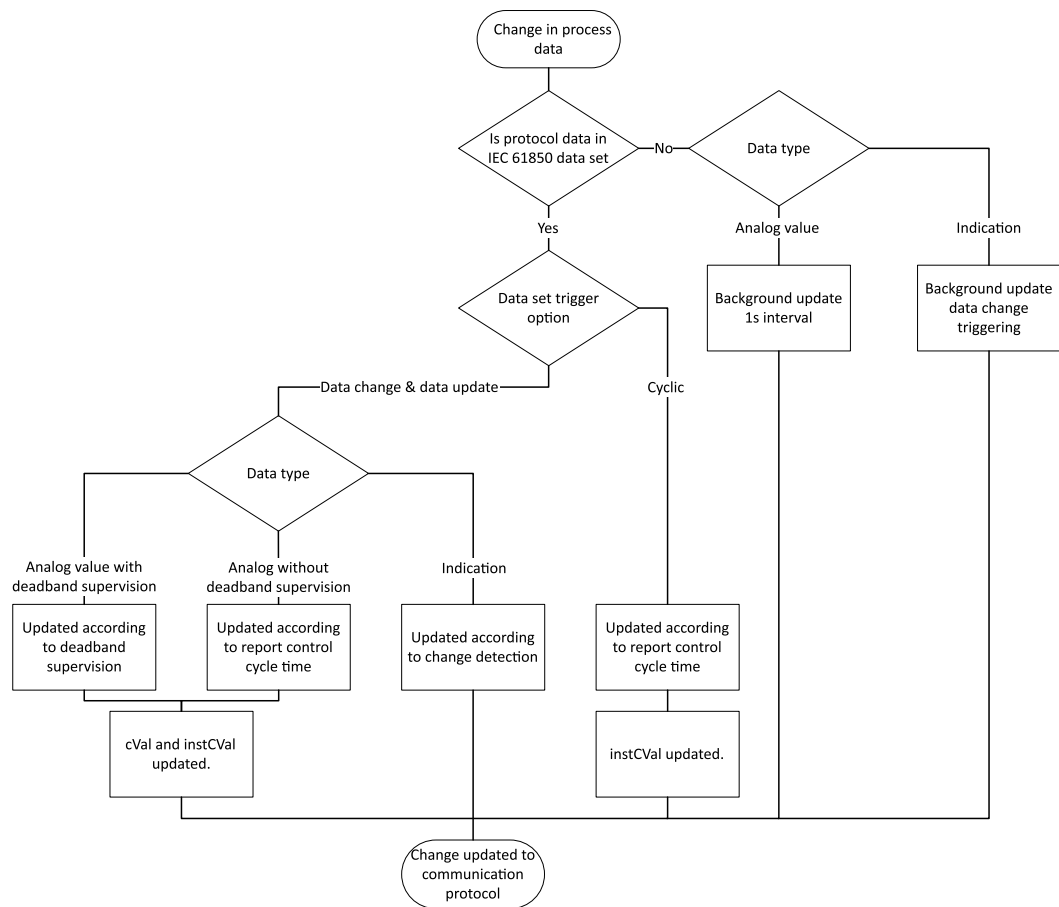 Change in process
data
Is protocol data in
IEC 61850 data set
No
Data type
Yes
Analog value
Indication
Data set trigger
option
Background update
1s interval
Background update
data change
triggering
Data change & data update
Cyclic
Data type
Analog value with
deadband supervision
Analog without
deadband supervision
Indication
Updated according
to deadband
supervision
Updated according
to report control
cycle time
Updated according
to change detection
Updated according
to report control
cycle time
cVal and instCVal
updated.
instCVal updated.
Change updated to
communication
protocol